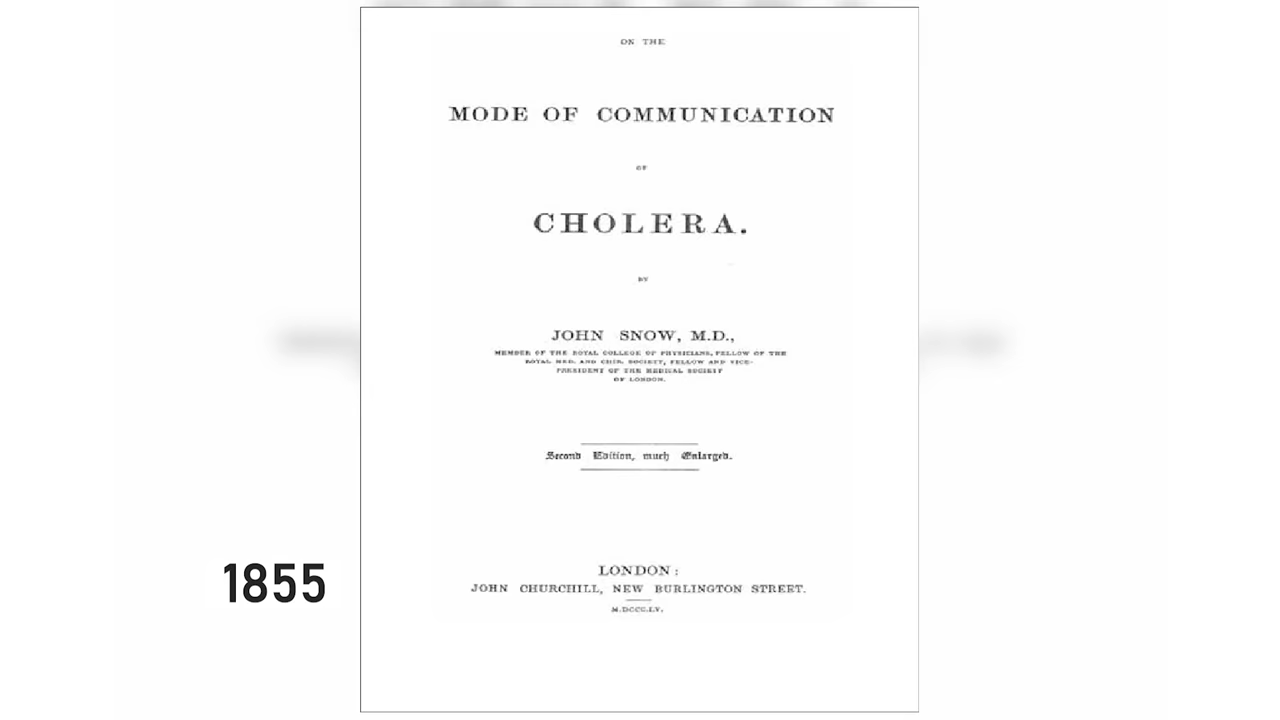 ON THE
MODE OF COMMUNICATION
OF
CHOLERA.
BY
JOHN SNOW, M.D.,
MEMBER OF THE ROYAL COLLEGE OF PHYSICIANS, FELLOW OF THE
ROYAL MED. AND CHIR. SOCIETY, FELLOW AND VICE-
PRESIDENT OF THE MEDICAL SOCIETY
OF LONDON.
Second Edition, much Enlarged.
1855
LONDON:
JOHN CHURCHILL, NEW BURLINGTON STREET.
M.DCCC.LV.